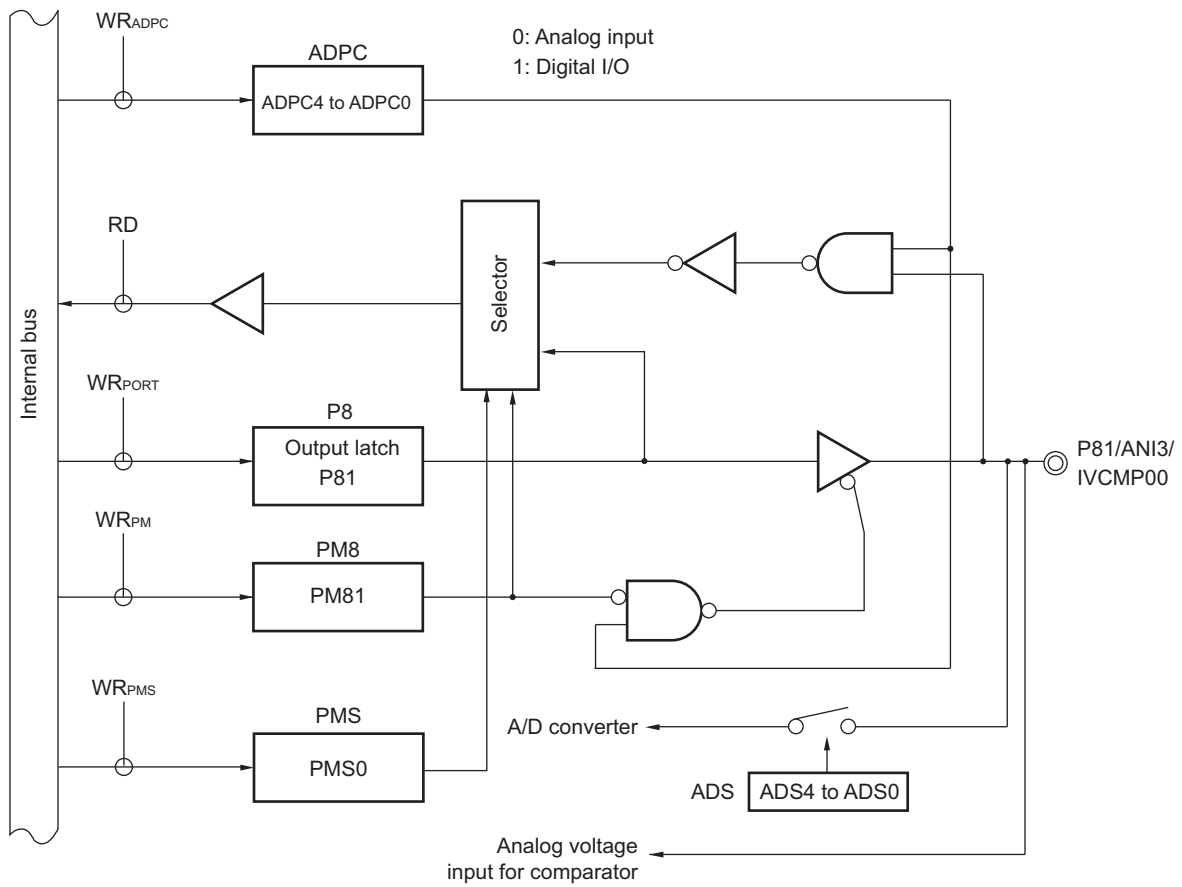 WRADPC
ADPC
ADPC4 to ADPC0
0: Analog input
1: Digital I/O
RD
Selector
Internal bus
WRPORT
P8
Output latch
P81
P81/ANI3/
IVCMP00
WRPM
PM8
PM81
WRPMS
PMS
PMS0
A/D converter
ADS
ADS4 to ADS0
Analog voltage
input for comparator